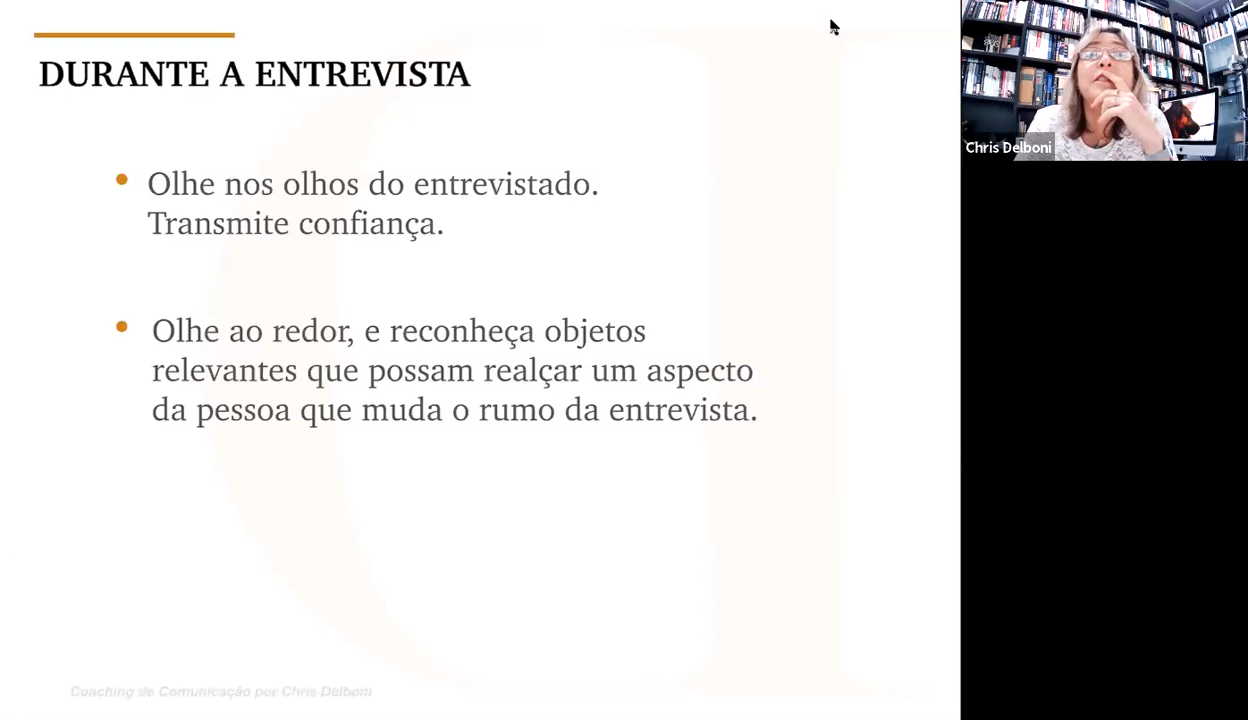 DURANTE A ENTREVISTA
Olhe nos olhos do entrevistado.
Transmite confiança.
Olhe ao redor, e reconheça objetos
relevantes que possam realçar um aspecto
da pessoa que muda o rumo da entrevista.
Coaching de Comunicação por Chris Delboni
Chris Delboni